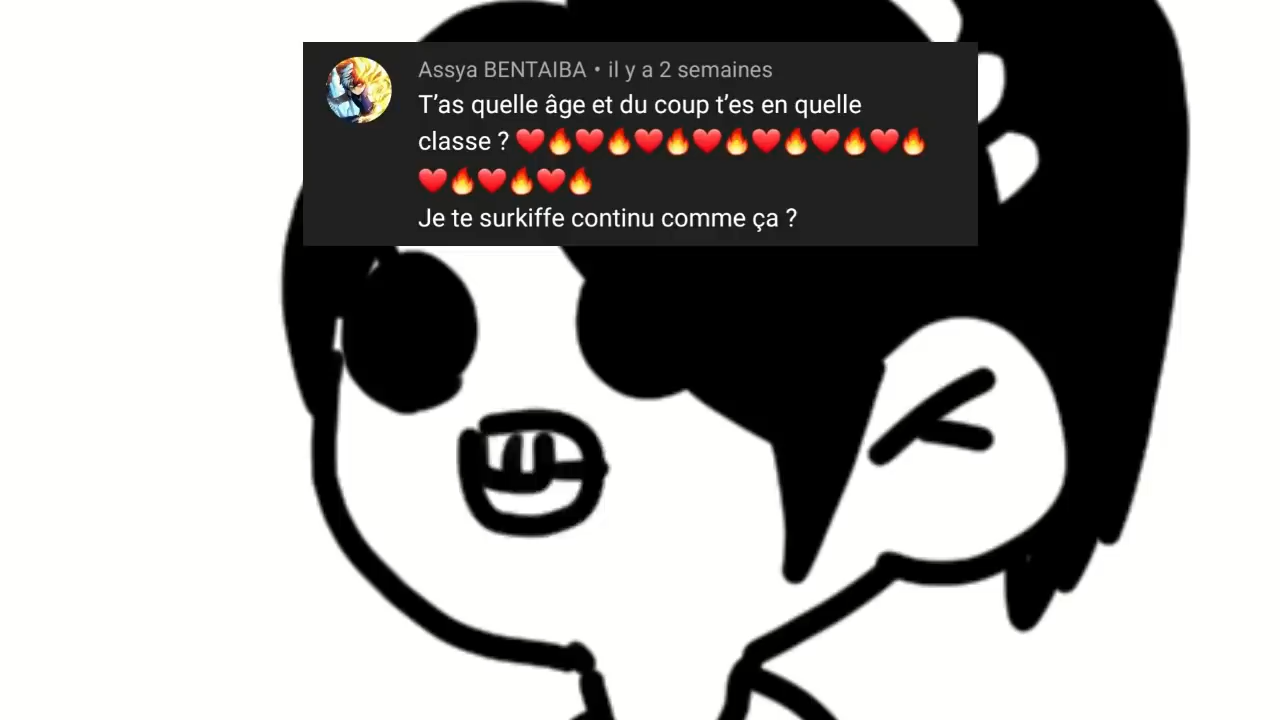 Assya BENTAIBA • il y a 2 semaines
T’as quelle âge et du coup t’es en quelle
classe ? ❤️🔥❤️🔥❤️🔥❤️🔥❤️🔥❤️🔥❤️🔥
❤️🔥❤️🔥❤️🔥
Je te surkiffe continu comme ça ?